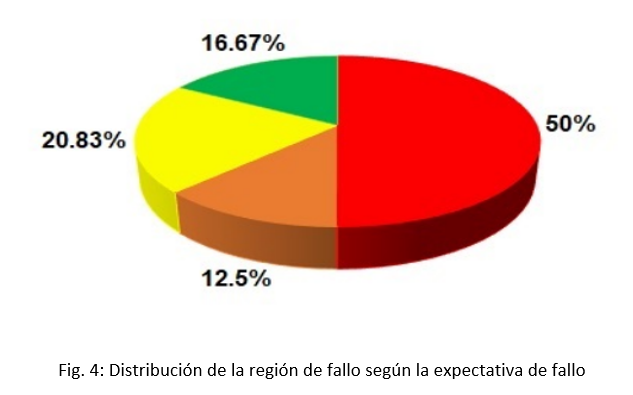 16.67%
50%
20.83%
12.5%
Fig. 4: Distribución de la región de fallo según la expectativa de fallo